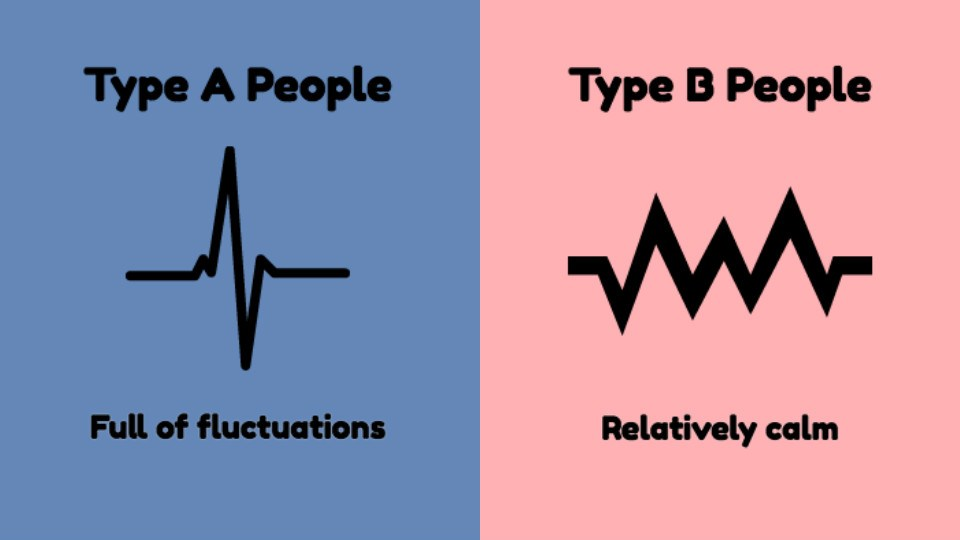 Type A People
Type B People
Full of fluctuations
Relatively calm